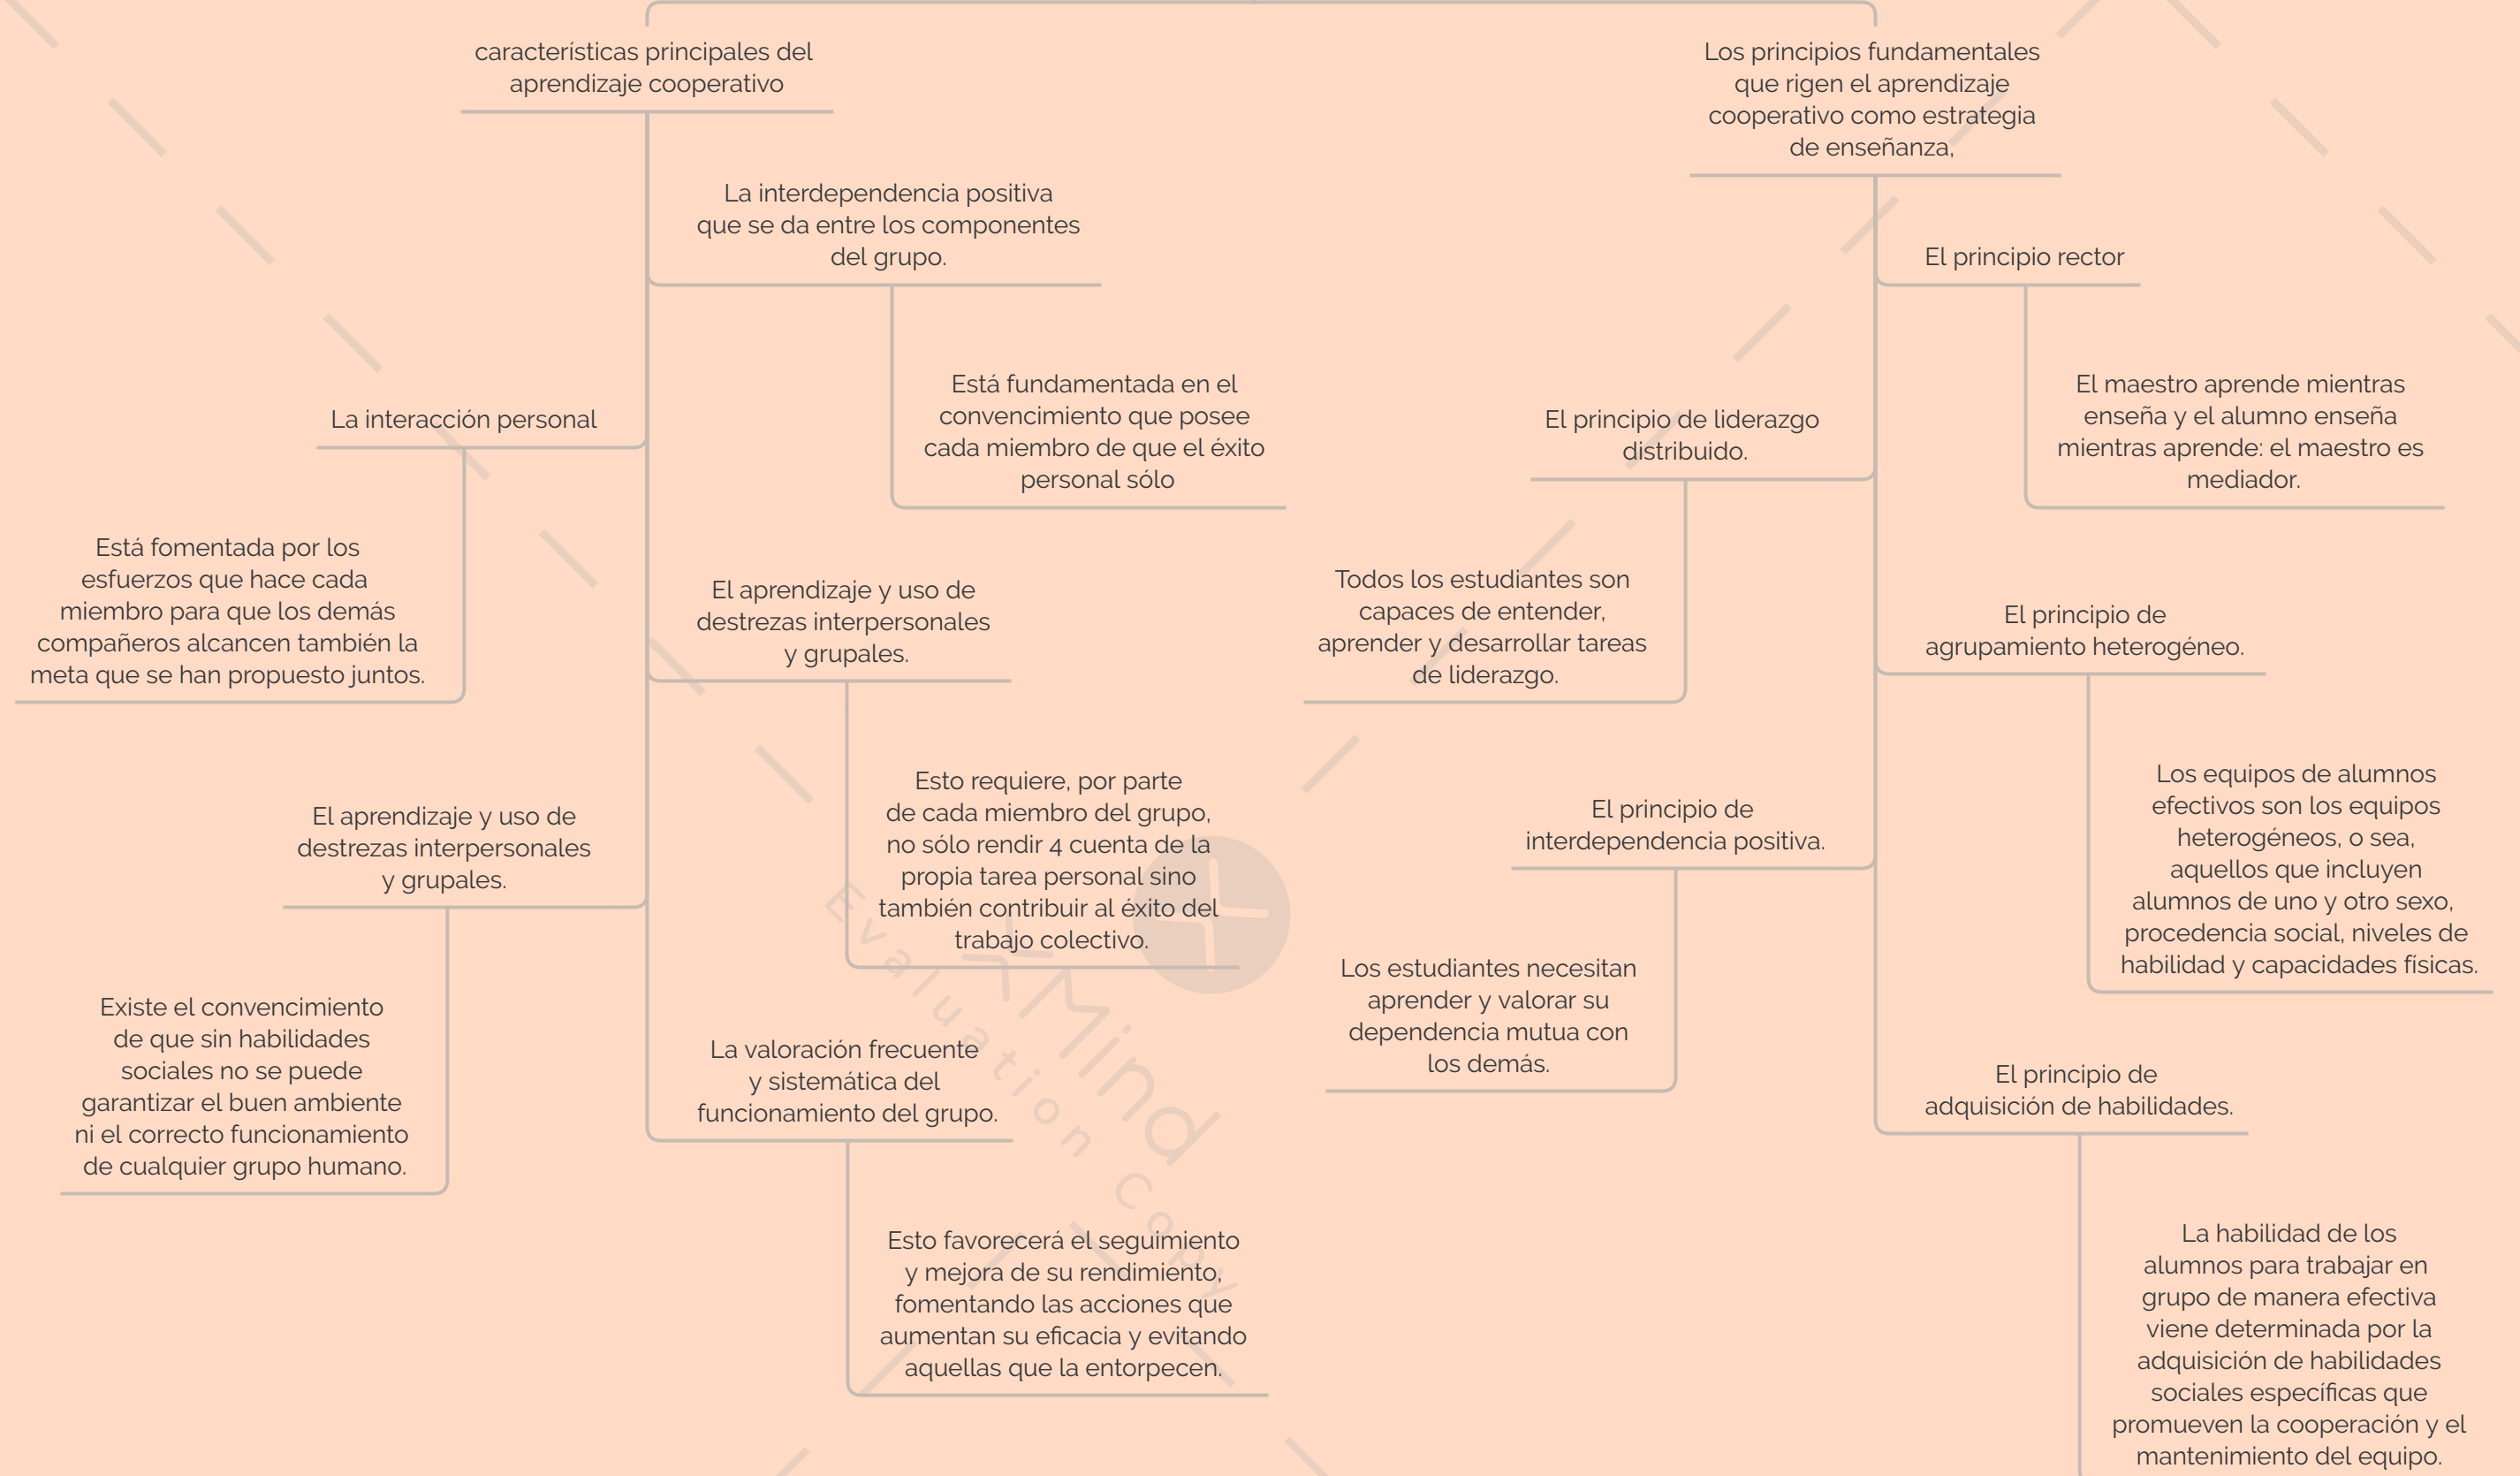 características principales del
aprendizaje cooperativo
La interdependencia positiva
que se da entre los componentes
del grupo.
Está fundamentada en el
convencimiento que posee
cada miembro de que el éxito
personal sólo
La interacción personal
Está fomentada por los
esfuerzos que hace cada
miembro para que los demás
compañeros alcancen también la
meta que se han propuesto juntos.
El aprendizaje y uso de
destrezas interpersonales
y grupales.
Esto requiere, por parte
de cada miembro del grupo,
no sólo rendir 4 cuenta de la
propia tarea personal sino
también contribuir al éxito del
trabajo colectivo.
El aprendizaje y uso de
destrezas interpersonales
y grupales.
Existe el convencimiento
de que sin habilidades
sociales no se puede
garantizar el buen ambiente
ni el correcto funcionamiento
de cualquier grupo humano.
La valoración frecuente
y sistemática del
funcionamiento del grupo.
Esto favorecerá el seguimiento
y mejora de su rendimiento,
fomentando las acciones que
aumentan su eficacia y evitando
aquellas que la entorpecen.
Los principios fundamentales
que rigen el aprendizaje
cooperativo como estrategia
de enseñanza,
El principio rector
El maestro aprende mientras
enseña y el alumno enseña
mientras aprende: el maestro es
mediador.
El principio de liderazgo
distribuido.
Todos los estudiantes son
capaces de entender,
aprender y desarrollar tareas
de liderazgo.
El principio de
agrupamiento heterogéneo.
Los equipos de alumnos
efectivos son los equipos
heterogéneos, o sea,
aquellos que incluyen
alumnos de uno y otro sexo,
procedencia social, niveles de
habilidad y capacidades físicas.
El principio de
interdependencia positiva.
Los estudiantes necesitan
aprender y valorar su
dependencia mutua con
los demás.
El principio de
adquisición de habilidades.
La habilidad de los
alumnos para trabajar en
grupo de manera efectiva
viene determinada por la
adquisición de habilidades
sociales específicas que
promueven la cooperación y el
mantenimiento del equipo.
XMind
Evaluation Copy